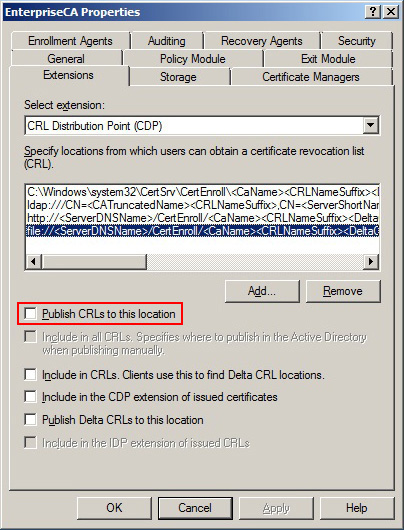 EnterpriseCA Properties
Enrollment Agents Auditing Recovery Agents Security
General Policy Module Exit Module
Extensions Storage Certificate Managers
Select extension:
CRL Distribution Point (CDP)
Specify locations from which users can obtain a certificate revocation list
(CRL).
C:\Windows\system32\CertSrv\CertEnroll\<CaName><CRLNameSuffix><
ldap:///CN=<CATruncatedName><CRLNameSuffix>,CN=<ServerShortNam
http://<ServerDNSName>/CertEnroll/<CaName><CRLNameSuffix><Delta
file://<ServerDNSName>/CertEnroll/<CaName><CRLNameSuffix><DeltaC
Add... Remove
Publish CRLs to this location
Include in all CRLs. Specifies where to publish in the Active Directory
when publishing manually.
Include in CRLs. Clients use this to find Delta CRL locations.
Include in the CDP extension of issued certificates
Publish Delta CRLs to this location
Include in the IDP extension of issued CRLs
OK Cancel Apply Help